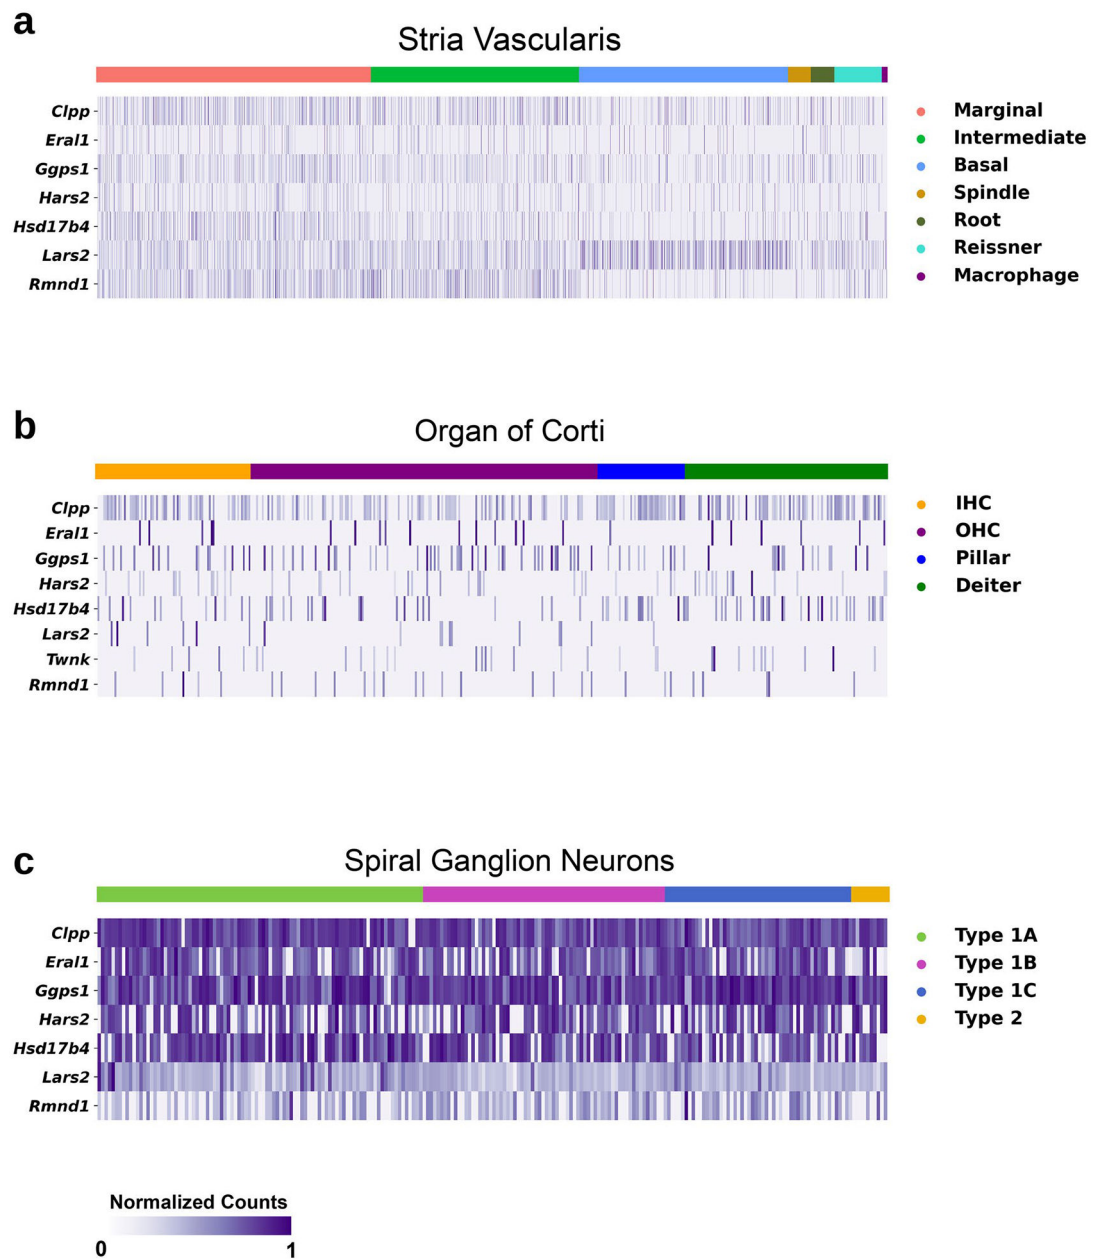 a
Stria Vascularis
Clpp
Eral1
Ggps1
Hars2
Hsd17b4
Lars2
Rmnd1
Marginal
Intermediate
Basal
Spindle
Root
Reissner
Macrophage
b
Organ of Corti
Clpp
Eral1
Ggps1
Hars2
Hsd17b4
Lars2
Twnk
Rmnd1
IHC
OHC
Pillar
Deiter
c
Spiral Ganglion Neurons
Clpp
Eral1
Ggps1
Hars2
Hsd17b4
Lars2
Rmnd1
Type 1A
Type 1B
Type 1C
Type 2
Normalized Counts
0 1